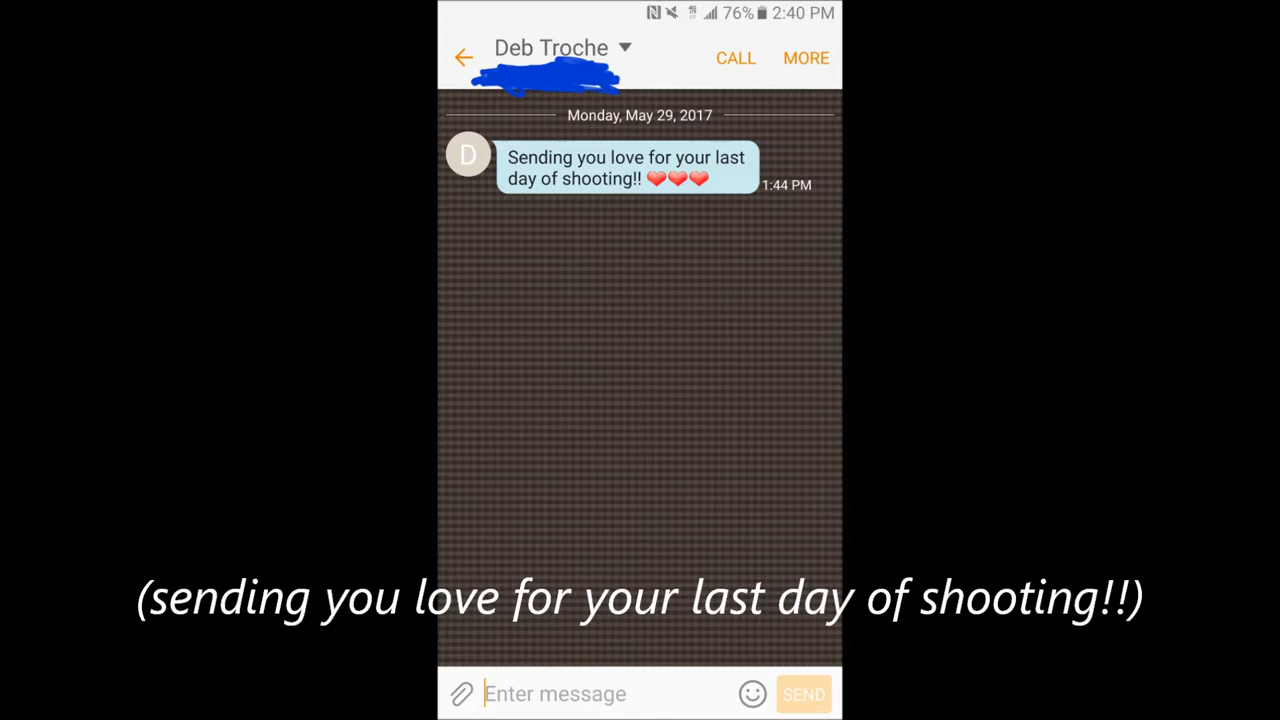 76% 2:40 PM
Deb Troche
CALL MORE
Monday, May 29, 2017
D
Sending you love for your last
day of shooting!! ❤❤❤
1:44 PM
(sending you love for your last day of shooting!!)
Enter message
SEND